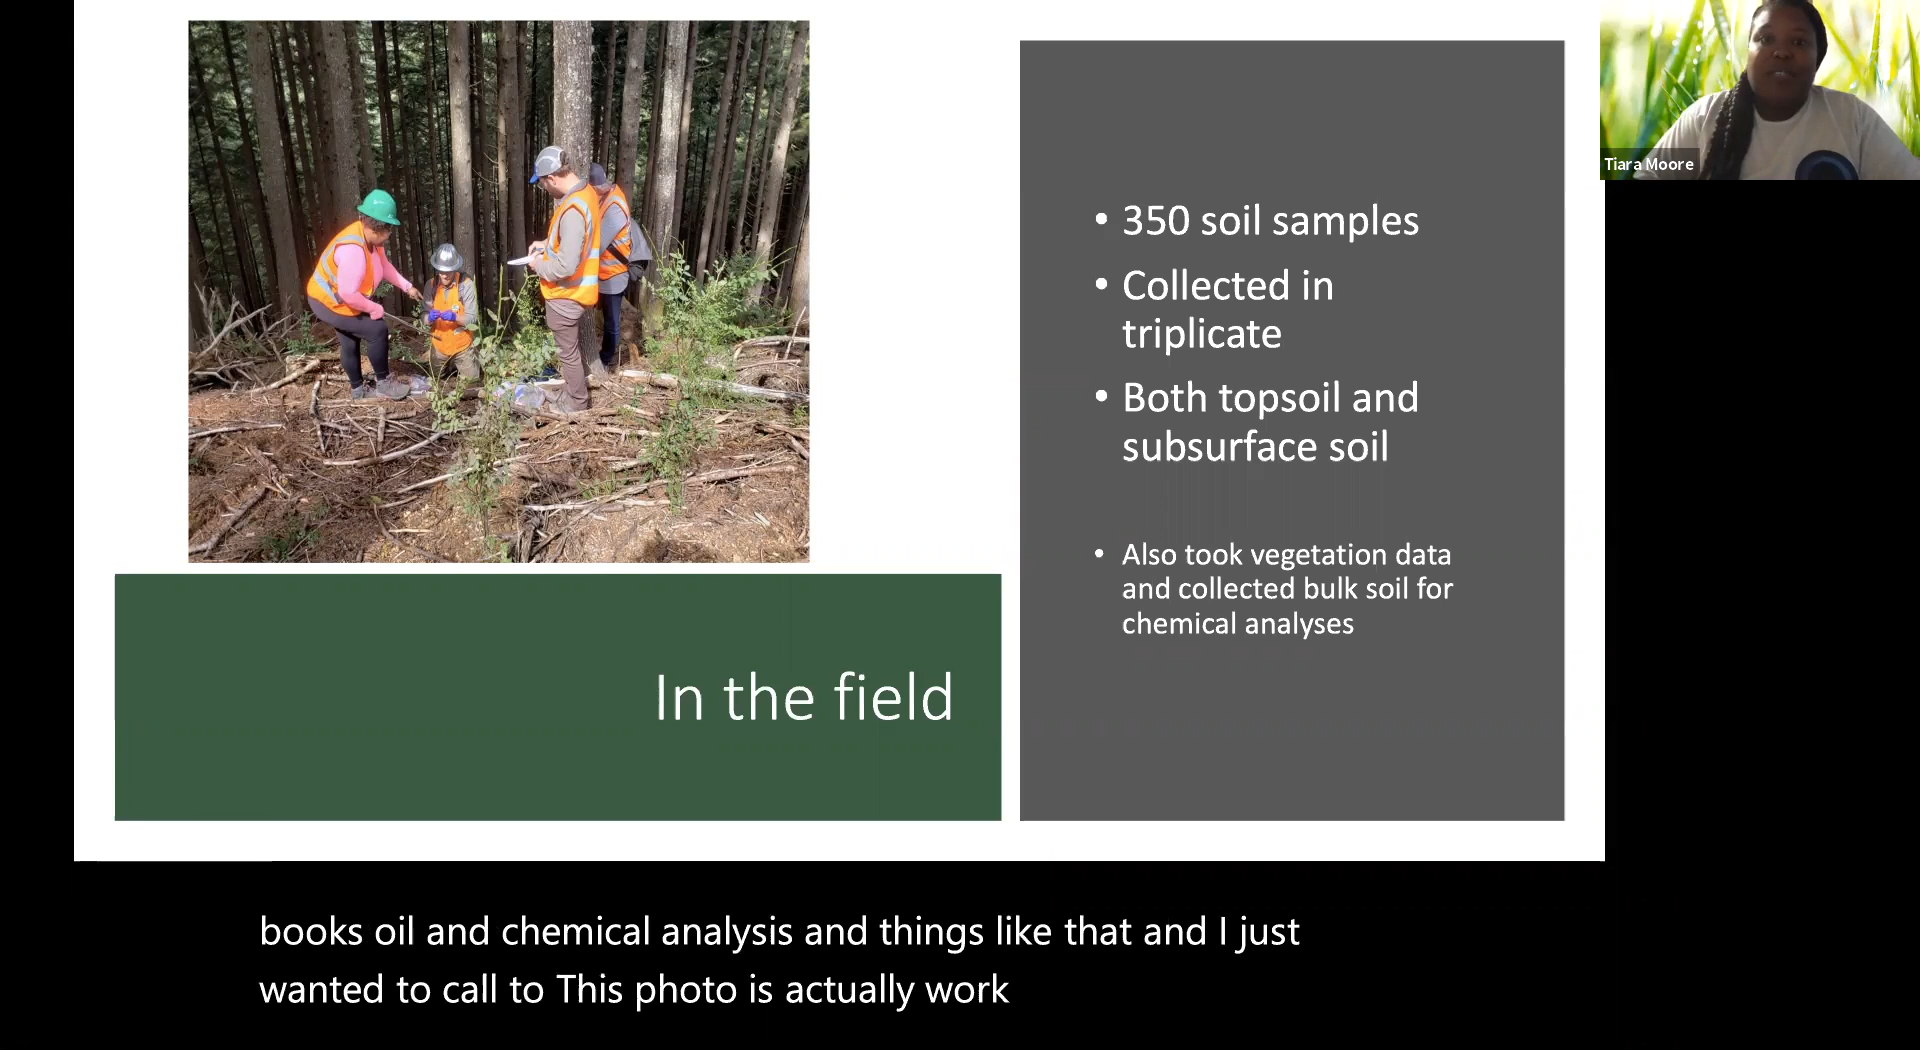 Tiara Moore
• 350 soil samples
• Collected in
triplicate
• Both topsoil and
subsurface soil
• Also took vegetation data
and collected bulk soil for
chemical analyses
In the field
books oil and chemical analysis and things like that and I just
wanted to call to This photo is actually work